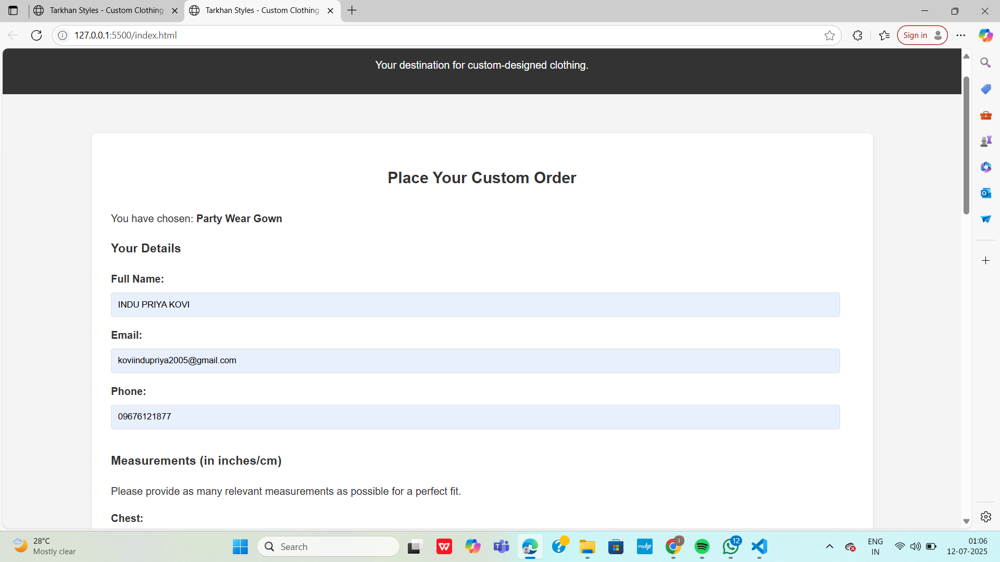 Tarkhan Styles - Custom Clothing
Tarkhan Styles - Custom Clothing
127.0.0.1:5500/index.html
Sign in
Your destination for custom-designed clothing.
Place Your Custom Order
You have chosen: Party Wear Gown
Your Details
Full Name:
INDU PRIYA KOVI
Email:
koviindupriya2005@gmail.com
Phone:
09676121877
Measurements (in inches/cm)
Please provide as many relevant measurements as possible for a perfect fit.
Chest:
28°C
Mostly clear
Search
myhp
I
12
ENG
IN
01:06
12-07-2025